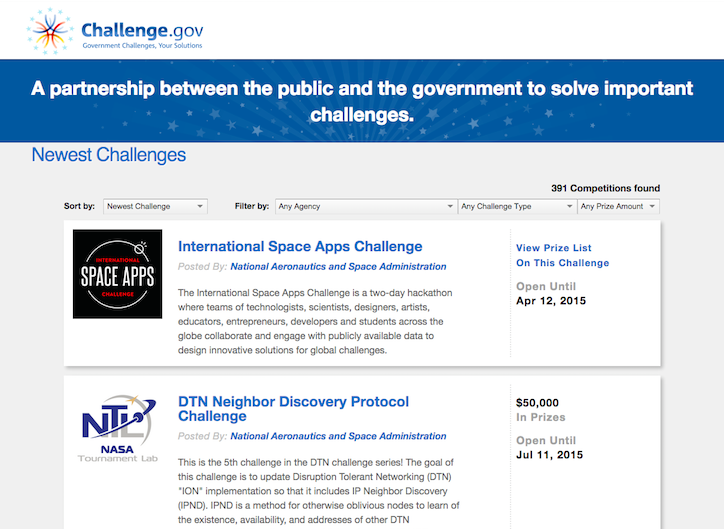 Challenge.gov
Government Challenges, Your Solutions
A partnership between the public and the government to solve important
challenges.
Newest Challenges
391 Competitions found
Sort by: Newest Challenge Filter by: Any Agency Any Challenge Type Any Prize Amount
INTERNATIONAL
SPACE APPS
CHALLENGE
International Space Apps Challenge
Posted By: National Aeronautics and Space Administration
The International Space Apps Challenge is a two-day hackathon
where teams of technologists, scientists, designers, artists,
educators, entrepreneurs, developers and students across the
globe collaborate and engage with publicly available data to
design innovative solutions for global challenges.
View Prize List
On This Challenge
Open Until
Apr 12, 2015
NTL
NASA
Tournament Lab
DTN Neighbor Discovery Protocol
Challenge
Posted By: National Aeronautics and Space Administration
This is the 5th challenge in the DTN challenge series! The goal of
this challenge is to update Disruption Tolerant Networking (DTN)
"ION" implementation so that it includes IP Neighbor Discovery
(IPND). IPND is a method for otherwise oblivious nodes to learn of
the existence, availability, and addresses of other DTN
$50,000
In Prizes
Open Until
Jul 11, 2015